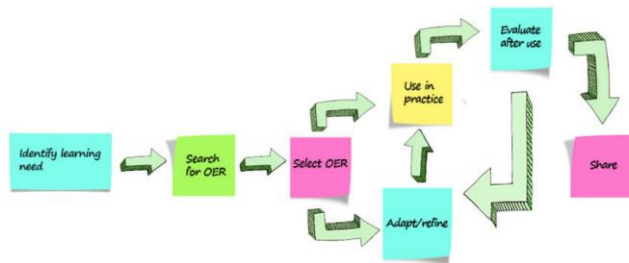 Identify learning
need
Search
for OER
Select OER
Use in
practice
Adapt/refine
Evaluate
after use
Share